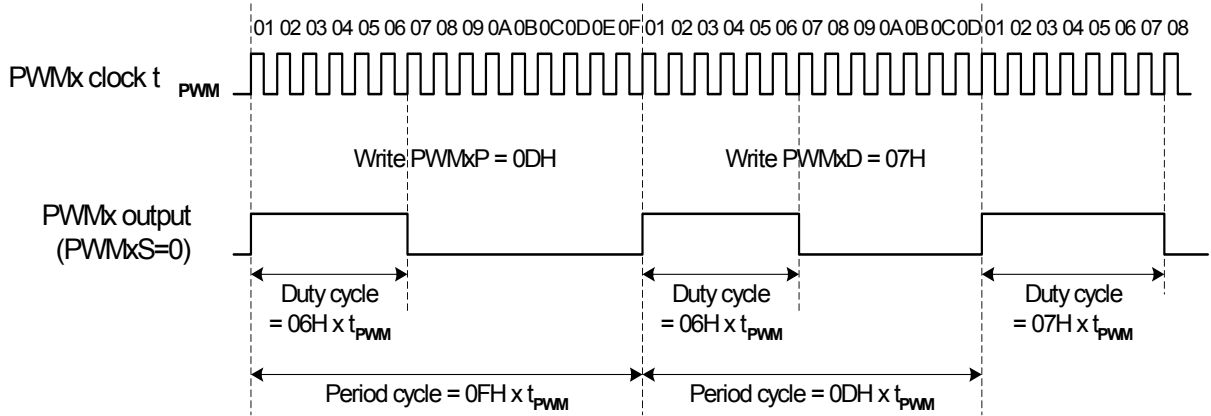 01 02 03 04 05 06 07 08 09 0A 0B 0C 0D 0E 0F 01 02 03 04 05 06 07 08 09 0A 0B 0C 0D 01 02 03 04 05 06 07 08
PWMx clock t PWM
Write PWMxP = 0DH
Write PWMxD = 07H
PWMx output
(PWMxS=0)
Duty cycle
= 06H x tPWM
Duty cycle
= 06H x tPWM
Duty cycle
= 07H x tPWM
Period cycle = 0FH x tPWM
Period cycle = 0DH x tPWM